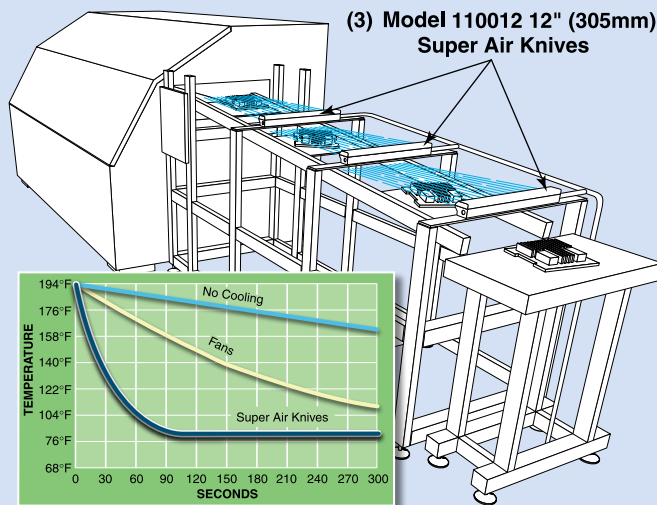 (3) Model 110012 12" (305mm)
Super Air Knives
194°F
176°F
158°F
140°F
122°F
104°F
76°F
68°F
TEMPERATURE
No Cooling
Fans
Super Air Knives
0 30 60 90 120 150 180 210 240 270 300
SECONDS